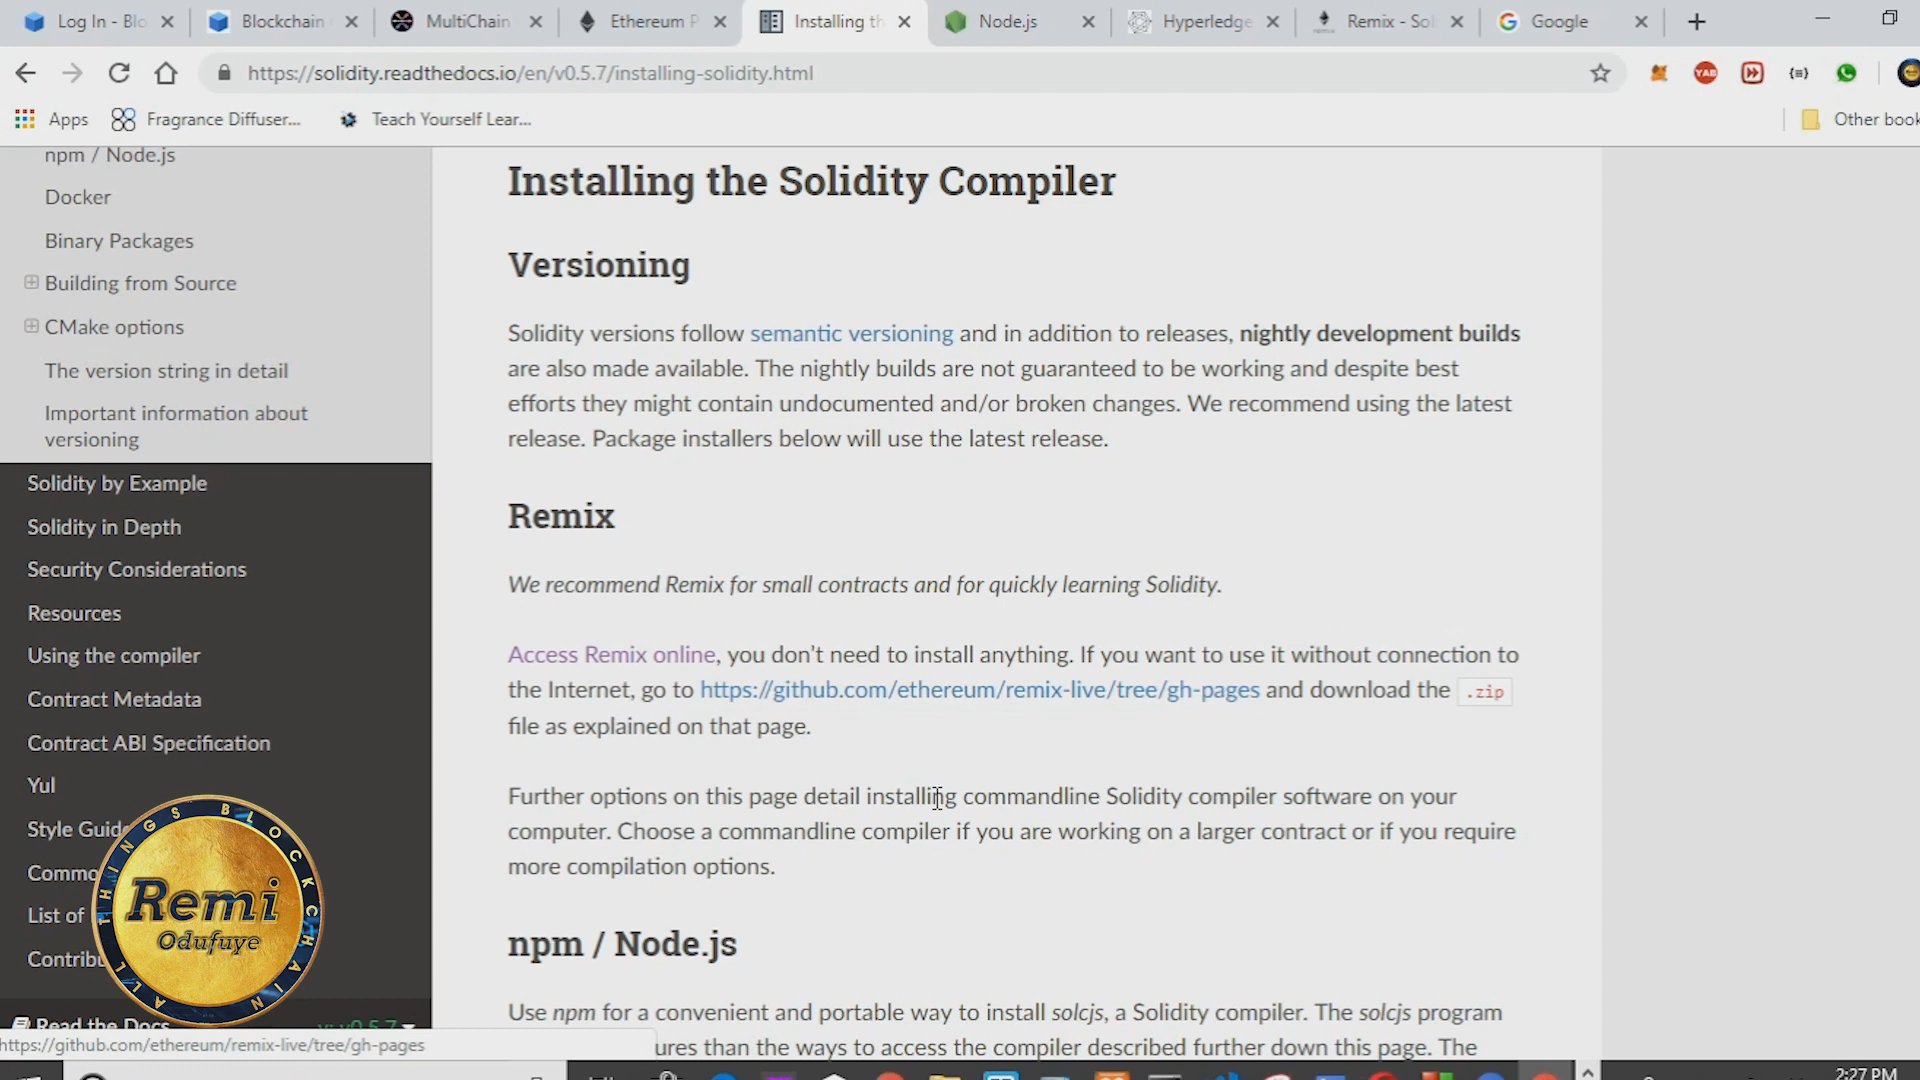 Log In - Blo
Blockchain
MultiChain
Ethereum P
Installing th
Node.js
Hyperledge
Remix - Soli
Google
https://solidity.readthedocs.io/en/v0.5.7/installing-solidity.html
YAB
Apps
Fragrance Diffuser...
Teach Yourself Lear...
Other book
npm / Node.js
Docker
Binary Packages
Building from Source
CMake options
The version string in detail
Important information about
versioning
Solidity by Example
Solidity in Depth
Security Considerations
Resources
Using the compiler
Contract Metadata
Contract ABI Specification
Yul
Style Guide
Commo
List of
Contribu
Read the Docs
v: v0.5.7
ALL THINGS BLOCKCHAIN
Remi
Odufuye
https://github.com/ethereum/remix-live/tree/gh-pages
Installing the Solidity Compiler
Versioning
Solidity versions follow semantic versioning and in addition to releases, nightly development builds
are also made available. The nightly builds are not guaranteed to be working and despite best
efforts they might contain undocumented and/or broken changes. We recommend using the latest
release. Package installers below will use the latest release.
Remix
We recommend Remix for small contracts and for quickly learning Solidity.
Access Remix online, you don't need to install anything. If you want to use it without connection to
the Internet, go to https://github.com/ethereum/remix-live/tree/gh-pages and download the .zip
file as explained on that page.
Further options on this page detail installing commandline Solidity compiler software on your
computer. Choose a commandline compiler if you are working on a larger contract or if you require
more compilation options.
npm / Node.js
Use npm for a convenient and portable way to install solcjs, a Solidity compiler. The solcjs program
ures than the ways to access the compiler described further down this page. The
2:27 PM